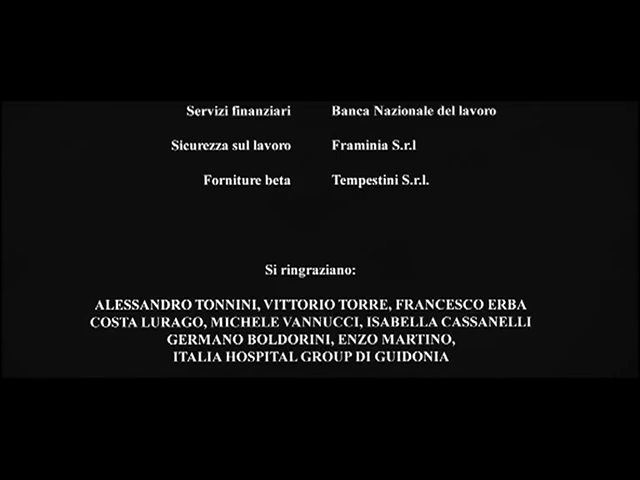 Servizi finanziari Banca Nazionale del lavoro
Sicurezza sul lavoro Framinia S.r.l
Forniture beta Tempestini S.r.l.
Si ringraziano:
ALESSANDRO TONNINI, VITTORIO TORRE, FRANCESCO ERBA
COSTA LURAGO, MICHELE VANNUCCI, ISABELLA CASSANELLI
GERMANO BOLDORINI, ENZO MARTINO,
ITALIA HOSPITAL GROUP DI GUIDONIA